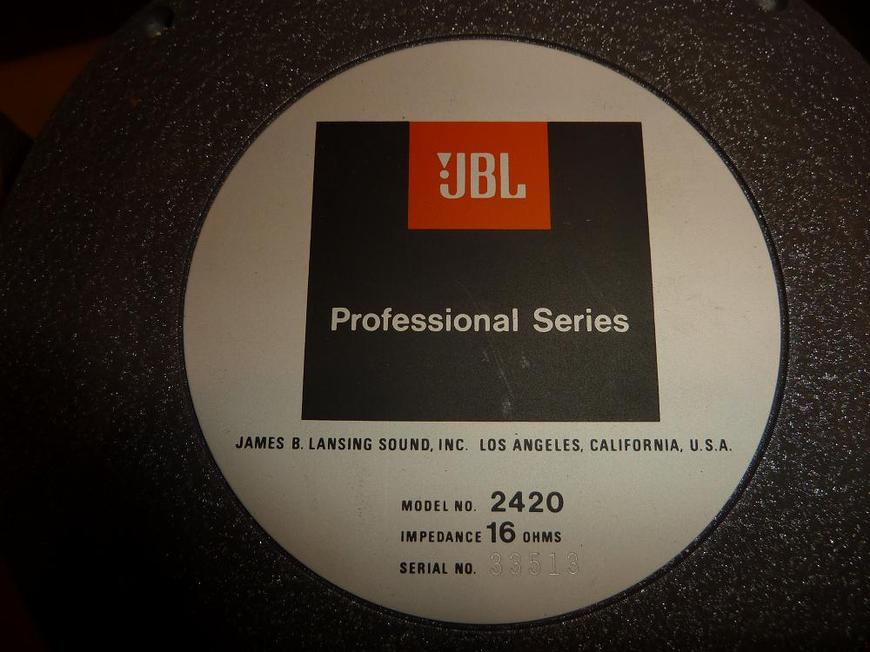 JBL
Professional Series
JAMES B. LANSING SOUND, INC. LOS ANGELES, CALIFORNIA, U.S.A.
MODEL NO. 2420
IMPEDANCE 16 OHMS
SERIAL NO. 33513